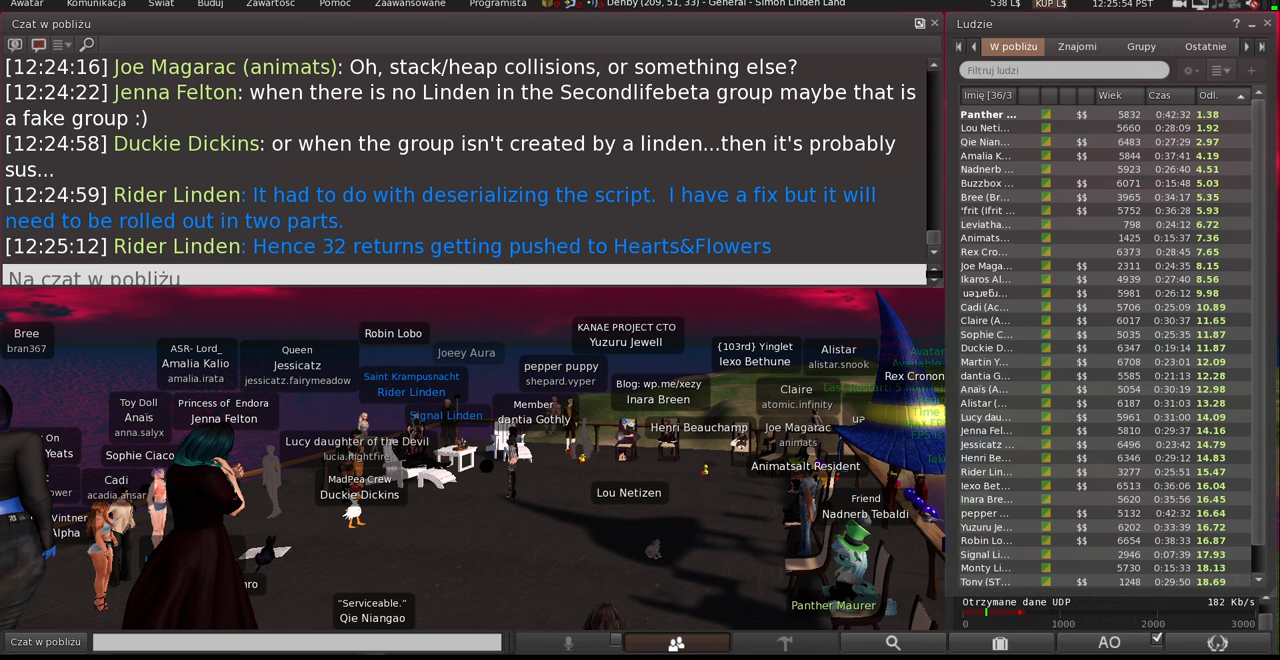 Awatar Komunikacja Świat Buduj Zawartość Pomoc Zaawansowane Programista Denby (209, 51, 33) - General - Simon Linden Land 538 L$ KUP L$ 12:25:54 PST
Czat w pobliżu
[12:24:16] Joe Magarac (animats): Oh, stack/heap collisions, or something else?
[12:24:22] Jenna Felton: when there is no Linden in the Secondlifebeta group maybe that is
a fake group :)
[12:24:58] Duckie Dickins: or when the group isn't created by a linden...then it's probably
sus...
[12:24:59] Rider Linden: It had to do with deserializing the script.  I have a fix but it will
need to be rolled out in two parts.
[12:25:12] Rider Linden: Hence 32 returns getting pushed to Hearts&Flowers
Na czat w pobliżu
Bree
bran367
ASR- Lord_
Amalia Kalio
amalia.irata
Queen
Jessicatz
jessicatz.fairymeadow
Robin Lobo
Saint Krampusnacht
Rider Linden
Joeey Aura
Signal Linden
KANAE PROJECT CTO
Yuzuru Jewell
pepper puppy
shepard.vyper
{103rd} Yinglet
Iexo Bethune
Alistar
alistar.snook
Rex Cronon
Blog: wp.me/xezy
Inara Breen
Claire
atomic.infinity
Toy Doll
Anaïs
anna.salyx
Princess of Endora
Jenna Felton
Member
dantia Gothly
Henri Beauchamp
Joe Magarac
animats
On
Yeats
Sophie Ciaco
Lucy daughter of the Devil
lucia.nightfire
Animatsalt Resident
Cadi
acadia.ansar
MadPea Crew
Duckie Dickins
Lou Netizen
Friend
Nadnerb Tebaldi
Vintner
Alpha
"Serviceable."
Qie Niangao
Panther Maurer
Czat w pobliżu
Ludzie
W pobliżu Znajomi Grupy Ostatnie
Filtruj ludzi
Imię [36/3 Wiek Czas Odl.
Panther ... $$ 5832 0:42:32 1.38
Lou Neti... 5660 0:28:09 1.92
Qie Nian... $$ 6483 0:27:29 2.97
Amalia K... $$ 5844 0:37:41 4.19
Nadnerb ... 5923 0:26:40 4.51
Buzzbox ... $$ 6071 0:15:48 5.03
Bree (Br... $$ 3965 0:34:17 5.35
'frit (Ifrit ... $$ 5752 0:36:28 5.93
Leviatha... 798 0:24:12 6.72
Animats... 1425 0:15:37 7.36
Rex Cro... 6373 0:28:45 7.65
Joe Maga... $$ 2311 0:24:35 8.15
Ikaros Al... $$ 4939 0:27:40 8.56
$$ 5981 0:26:12 9.98
Cadi (Ac... $$ 5706 0:25:09 10.89
Claire (A... $$ 6017 0:30:37 11.65
Sophie C... $$ 5035 0:25:35 11.87
Duckie D... $$ 6347 0:19:14 11.87
Martin Y... $$ 6708 0:23:01 12.09
dantia G... $$ 5585 0:21:13 12.28
Anaïs (A... $$ 5054 0:30:19 12.98
Alistar (... $$ 6187 0:31:03 13.28
Lucy dau... $$ 5961 0:31:00 14.09
Jenna Fel... $$ 5810 0:29:37 14.16
Jessicatz ... $$ 6496 0:23:42 14.79
Henri Be... $$ 6346 0:29:12 14.83
Rider Lin... $$ 3277 0:25:51 15.47
Iexo Bet... $$ 6513 0:36:06 16.04
Inara Bre... 5620 0:35:56 16.45
pepper ... $$ 5132 0:42:32 16.64
Yuzuru Je... $$ 6202 0:33:39 16.72
Robin Lo... $$ 6654 0:38:33 16.87
Signal Li... 2946 0:07:39 17.93
Monty Li... 5730 0:15:33 18.13
Tony (ST... $$ 1248 0:29:50 18.69
Otrzymane dane UDP 182 Kb/s
0 1000 2000 3000
AO